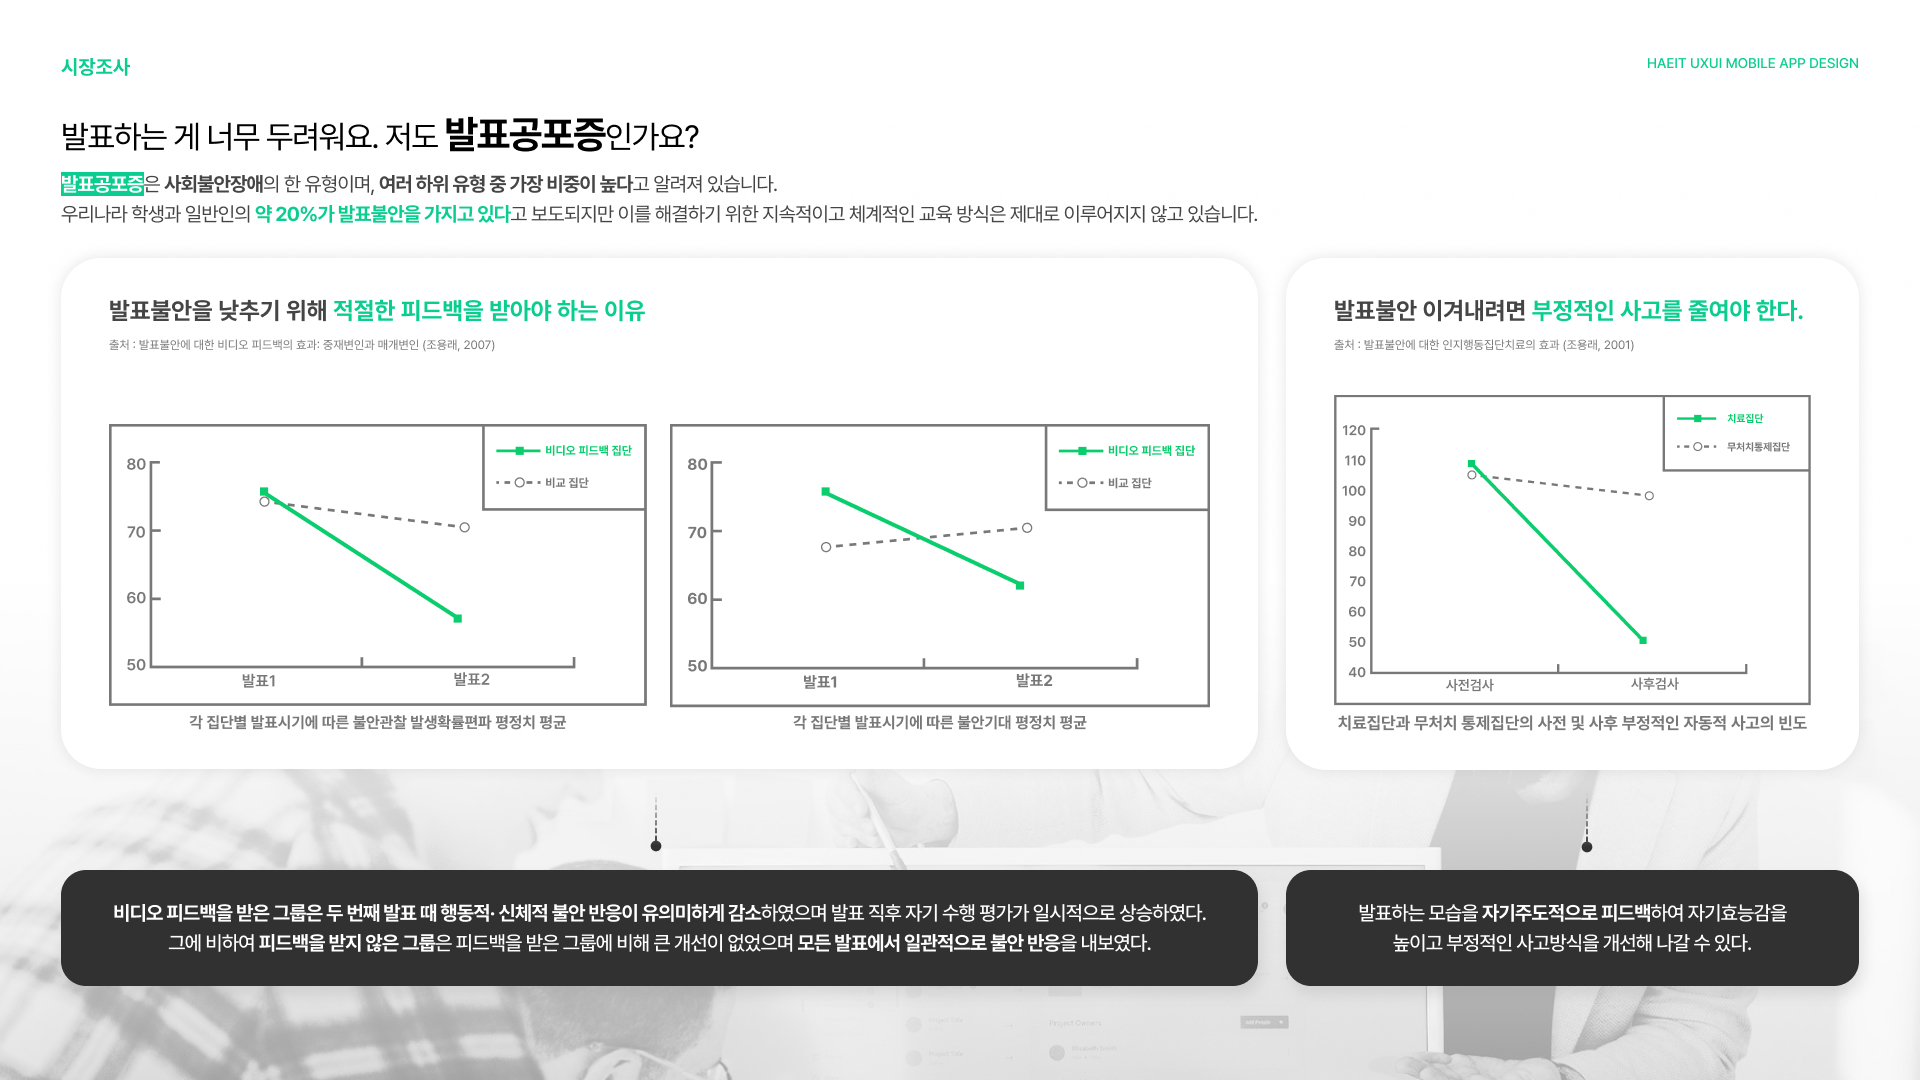 시장조사
HAEIT UXUI MOBILE APP DESIGN
발표하는 게 너무 두려워요. 저도 발표공포증인가요?
발표공포증은 사회불안장애의 한 유형이며, 여러 하위 유형 중 가장 비중이 높다고 알려져 있습니다.
우리나라 학생과 일반인의 약 20%가 발표불안을 가지고 있다고 보도되지만 이를 해결하기 위한 지속적이고 체계적인 교육 방식은 제대로 이루어지지 않고 있습니다.
발표불안을 낮추기 위해 적절한 피드백을 받아야 하는 이유
출처 : 발표불안에 대한 비디오 피드백의 효과: 중재변인과 매개변인 (조용래, 2007)
비디오 피드백 집단
비교 집단
80
70
60
50
발표1
발표2
각 집단별 발표시기에 따른 불안관찰 발생확률편파 평정치 평균
비디오 피드백 집단
비교 집단
80
70
60
50
발표1
발표2
각 집단별 발표시기에 따른 불안기대 평정치 평균
발표불안 이겨내려면 부정적인 사고를 줄여야 한다.
출처 : 발표불안에 대한 인지행동집단치료의 효과 (조용래, 2001)
치료집단
무처치통제집단
120
110
100
90
80
70
60
50
40
사전검사
사후검사
치료집단과 무처치 통제집단의 사전 및 사후 부정적인 자동적 사고의 빈도
비디오 피드백을 받은 그룹은 두 번째 발표 때 행동적· 신체적 불안 반응이 유의미하게 감소하였으며 발표 직후 자기 수행 평가가 일시적으로 상승하였다.
그에 비하여 피드백을 받지 않은 그룹은 피드백을 받은 그룹에 비해 큰 개선이 없었으며 모든 발표에서 일관적으로 불안 반응을 내보였다.
발표하는 모습을 자기주도적으로 피드백하여 자기효능감을
높이고 부정적인 사고방식을 개선해 나갈 수 있다.
Project Title
Project Owners
Add People
Project Title